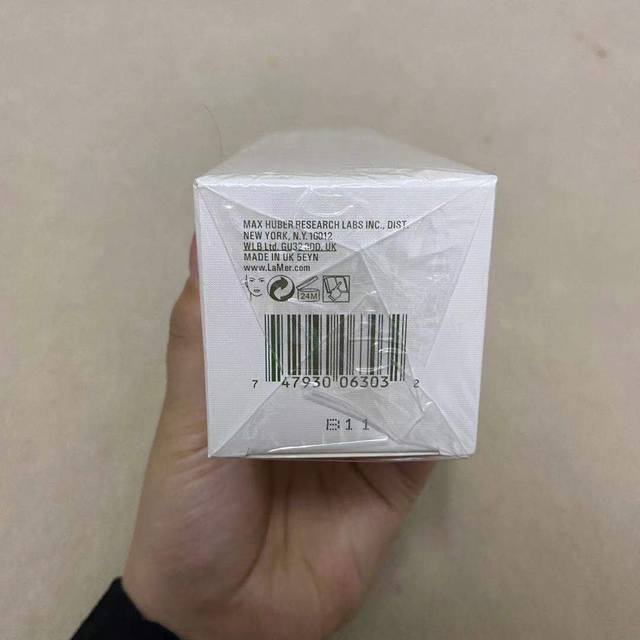 MAX HUBER RESEARCH LABS INC., DIST.
NEW YORK, N.Y. 10012
WLB Ltd. GU32 3DD, UK
MADE IN UK 5EYN
www.LaMer.com
24M
7 47930 06303 2
B11